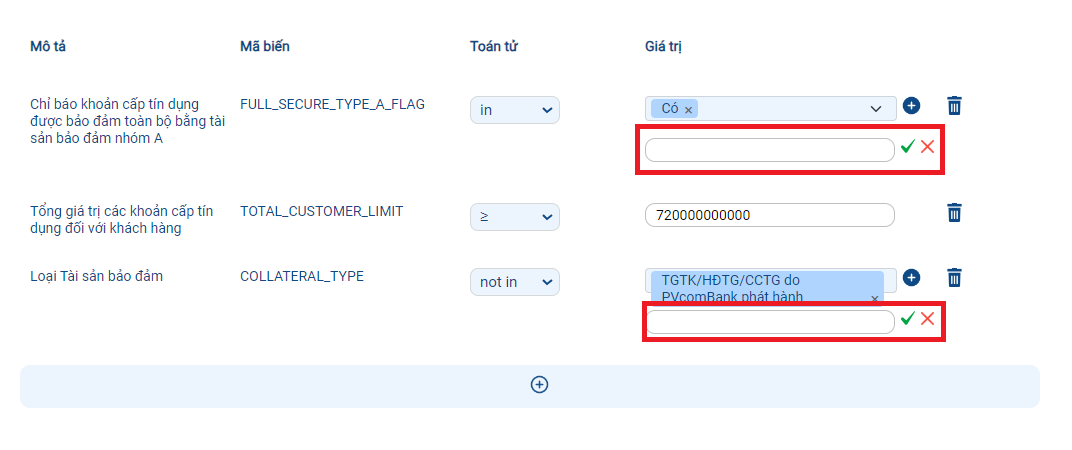 Mô tả
Mã biến
Toán tử
Giá trị
Chỉ báo khoản cấp tín dụng
được bảo đảm toàn bộ bằng tài
sản bảo đảm nhóm A
FULL_SECURE_TYPE_A_FLAG
in
Có ×
Tổng giá trị các khoản cấp tín
dụng đối với khách hàng
TOTAL_CUSTOMER_LIMIT
≥
720000000000
Loại Tài sản bảo đảm
COLLATERAL_TYPE
not in
TGTK/HĐTG/CCTG do
PVcomBank phát hành ×